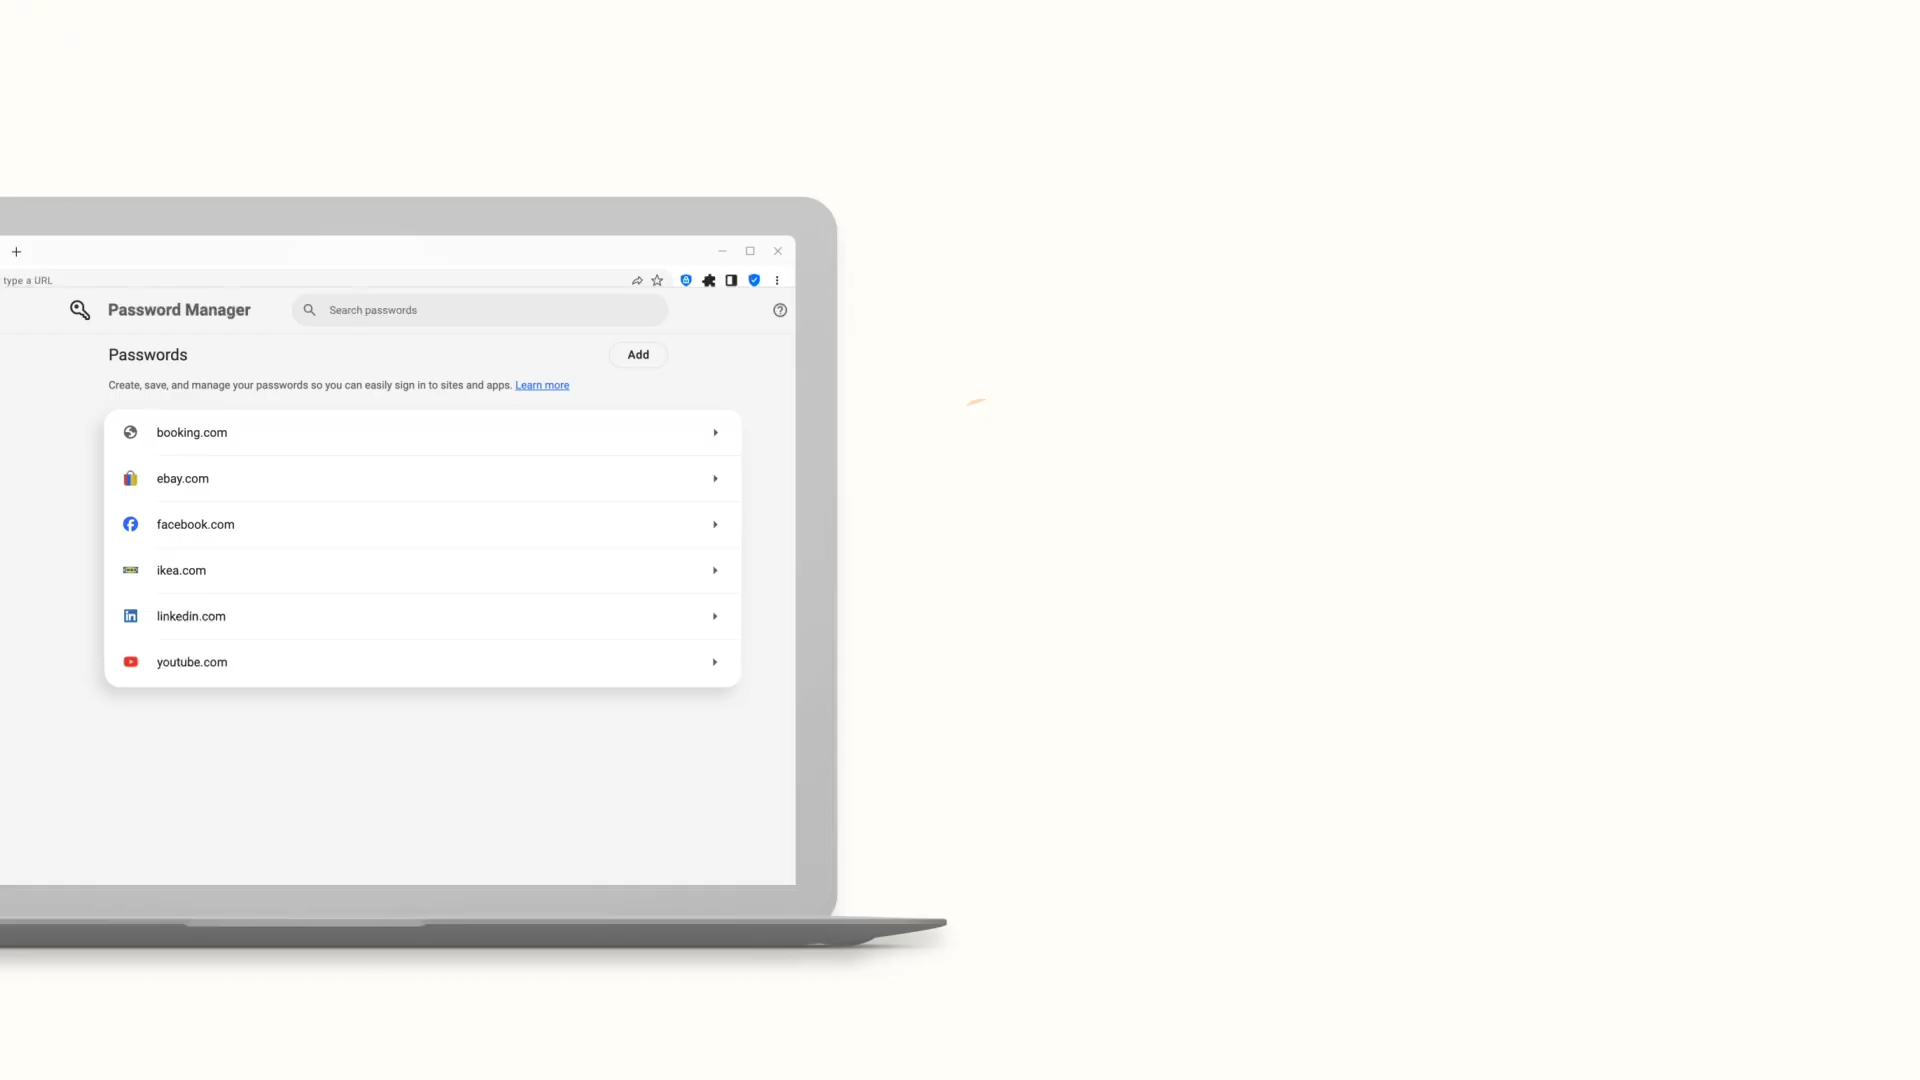 type a URL
Password Manager
Search passwords
Passwords
Add
Create, save, and manage your passwords so you can easily sign in to sites and apps. Learn more
booking.com
ebay.com
facebook.com
ikea.com
linkedin.com
youtube.com